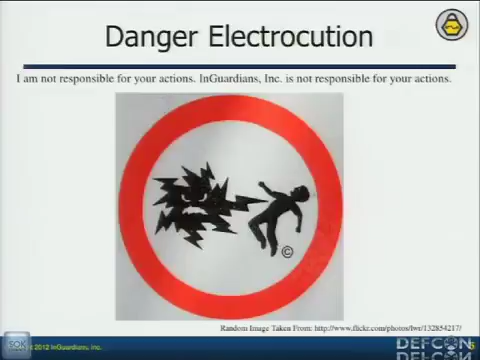 Danger Electrocution
I am not responsible for your actions. InGuardians, Inc. is not responsible for your actions.
©
Random Image Taken From: http://www.flickr.com/photos/lwr/132854217/
2012 InGuardians, Inc.
DEFCON